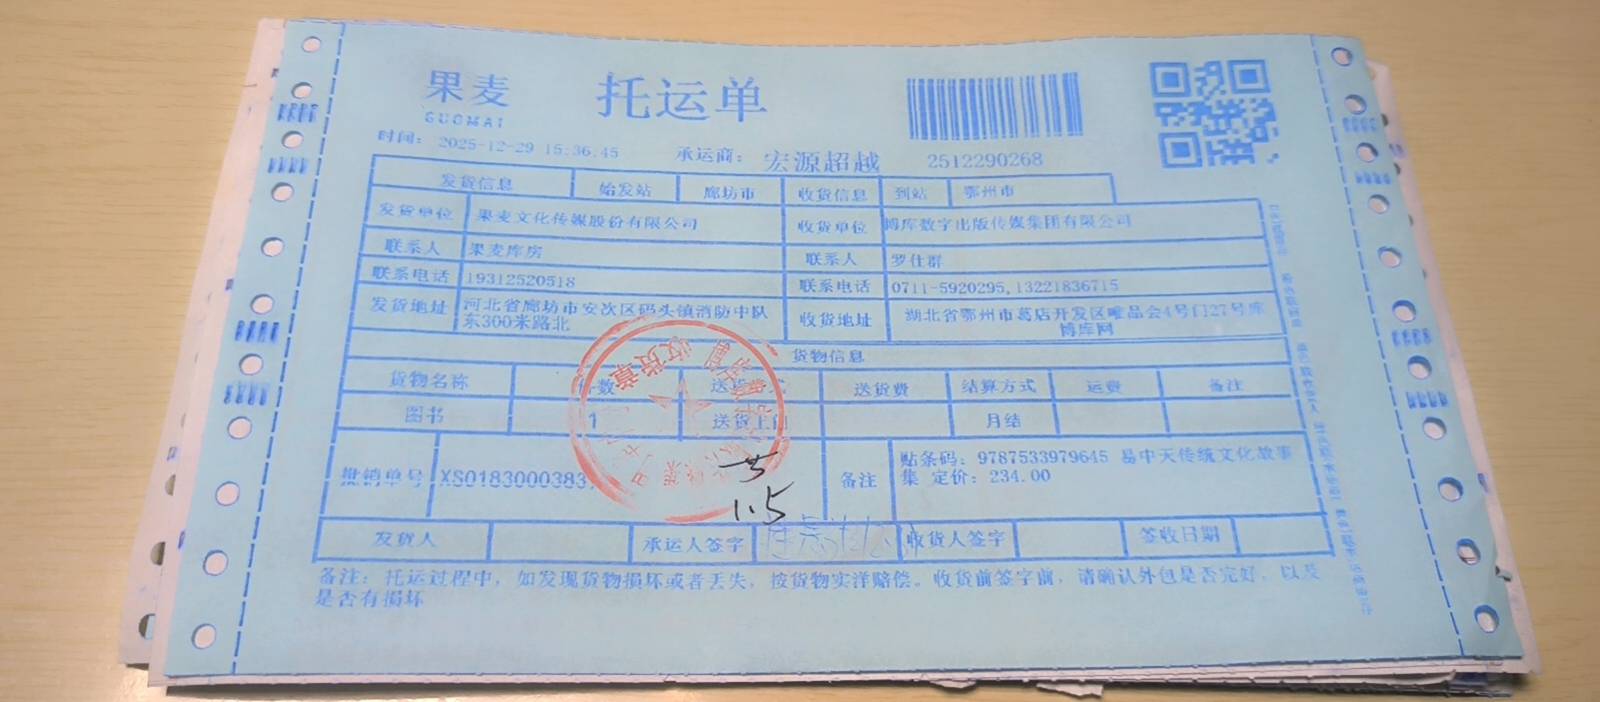 果麦 托运单
GUOMAI
时间: 2025-12-29 15:36:45 承运商: 宏源超越 2512290268
发货信息 始发站 廊坊市 收货信息 到站 鄂州市
发货单位 果麦文化传媒股份有限公司 收货单位 博库数字出版传媒集团有限公司
联系人 果麦库房 联系人 罗仕群
联系电话 19312520518 联系电话 0711-5920295,13221836715
发货地址 河北省廊坊市安次区码头镇消防中队 收货地址 湖北省鄂州市葛店开发区唯品会4号门27号库
东300米路北 博库网
货物信息
货物名称 件数 送货方式 送货费 结算方式 运费 备注
图书 1 送货上门 月结
批销单号 XS0183000383 备注 贴条码: 9787533979645 易中天传统文化故事
集 定价: 234.00
收货章
1.5
发货人 承运人签字 收货人签字 签收日期
备注: 托运过程中, 如发现货物损坏或者丢失, 按货物实洋赔偿。收货前签字前, 请确认外包是否完好, 以及
是否有损坏